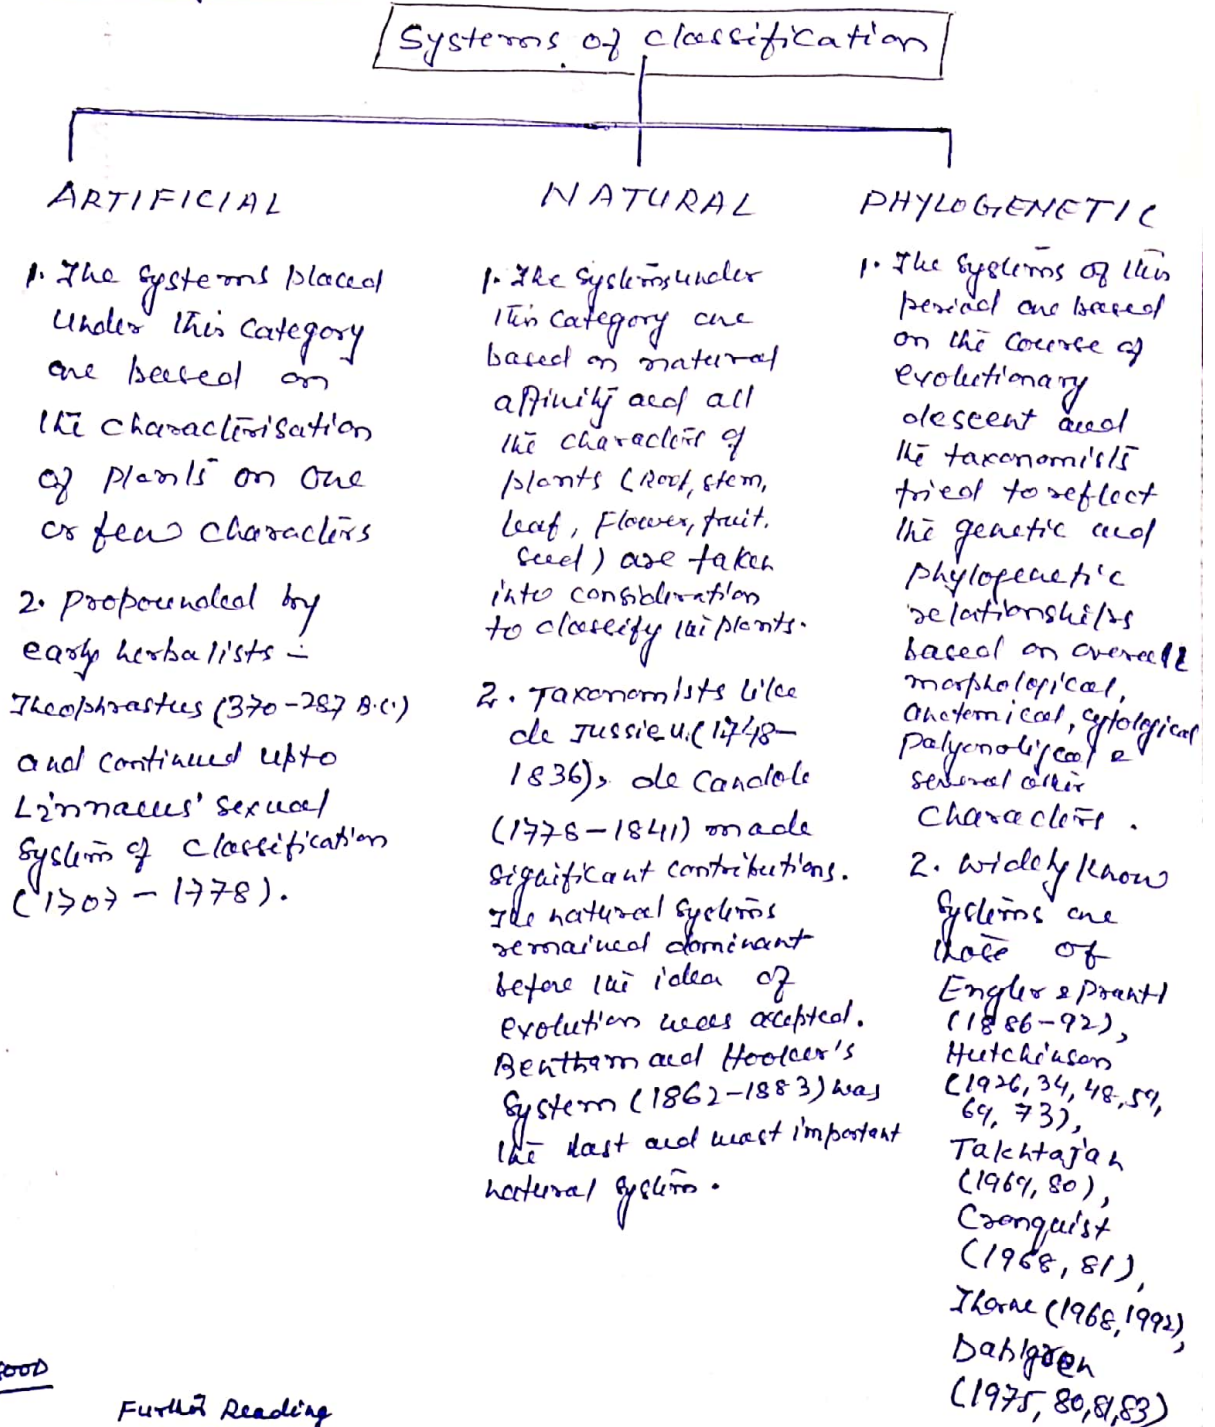 Systems of classification
ARTIFICIAL
1. The systems placed
under this category
are based on
the characterisation
of plants on one
or few characters
2. Propounded by
early herbalists -
Theophrastus (370-287 B.C.)
and continued upto
Linnaeus' sexual
system of classification
(1707-1778).
NATURAL
1. The systems under
this category are
based on natural
affinity and all
the characters of
plants (Root, stem,
leaf, Flower, fruit.
seed) are taken
into consideration
to classify the plants.
2. Taxonomists like
de Jussieu (1748-
1836), de Candole
(1778-1841) made
significant contributions.
The natural systems
remained dominant
before the idea of
evolution was accepted.
Bentham and Hooker's
system (1862-1883) was
the last and most important
natural system.
PHYLOGENETIC
1. The systems of this
period are based
on the course of
evolutionary
descent and
the taxonomists
tried to reflect
the genetic and
phylogenetic
relationships
based on overall
morphological,
anatomical, cytological
palynological &
several other
characters.
2. widely know
systems are
those of
Engler & Prantl
(1886-92),
Hutchinson
(1926, 34, 48, 59,
69, 73),
Takhtajan
(1969, 80),
Cronquist
(1968, 81),
Thorne (1968, 1992),
Dahlgren
(1975, 80, 81, 83)
Further Reading